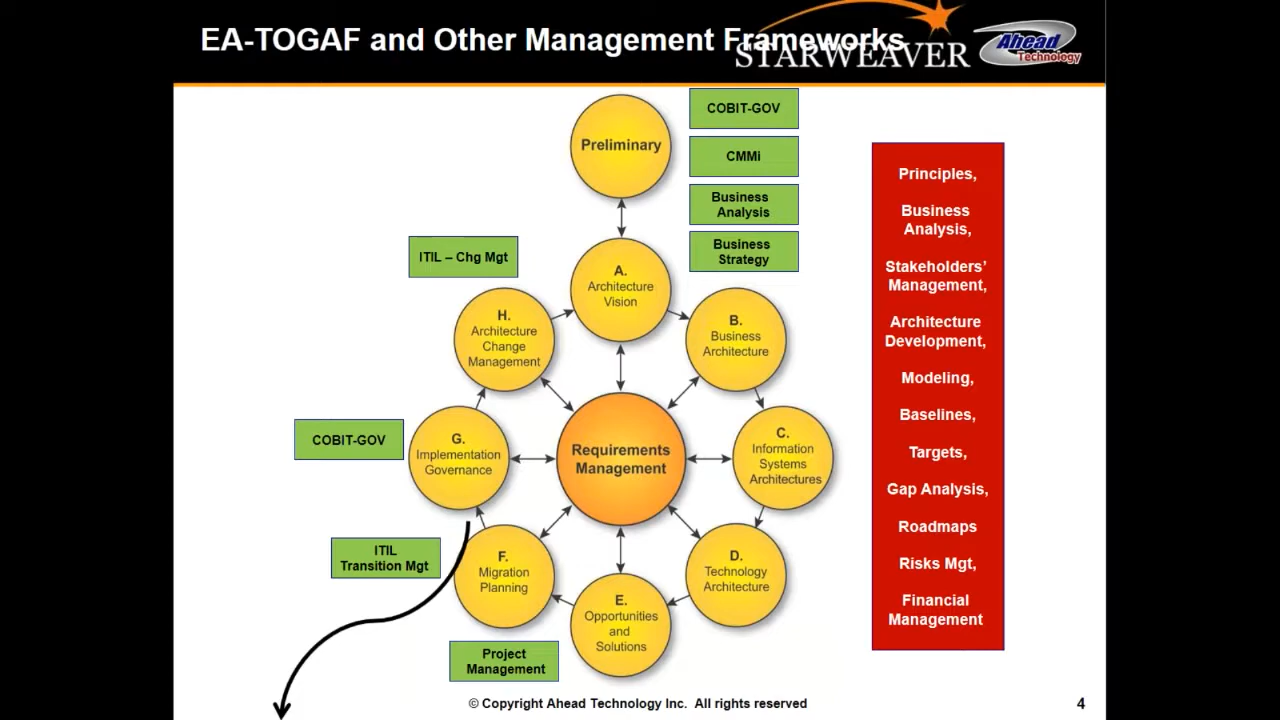 EA-TOGAF and Other Management Frameworks
STARWEAVER
Ahead
Technology
Preliminary
COBIT-GOV
CMMi
Business
Analysis
Business
Strategy
ITIL – Chg Mgt
A.
Architecture
Vision
H.
Architecture
Change
Management
B.
Business
Architecture
COBIT-GOV
G.
Implementation
Governance
Requirements
Management
C.
Information
Systems
Architectures
ITIL
Transition Mgt
F.
Migration
Planning
D.
Technology
Architecture
E.
Opportunities
and
Solutions
Project
Management
Principles,
Business
Analysis,
Stakeholders’
Management,
Architecture
Development,
Modeling,
Baselines,
Targets,
Gap Analysis,
Roadmaps
Risks Mgt,
Financial
Management
© Copyright Ahead Technology Inc. All rights reserved
4